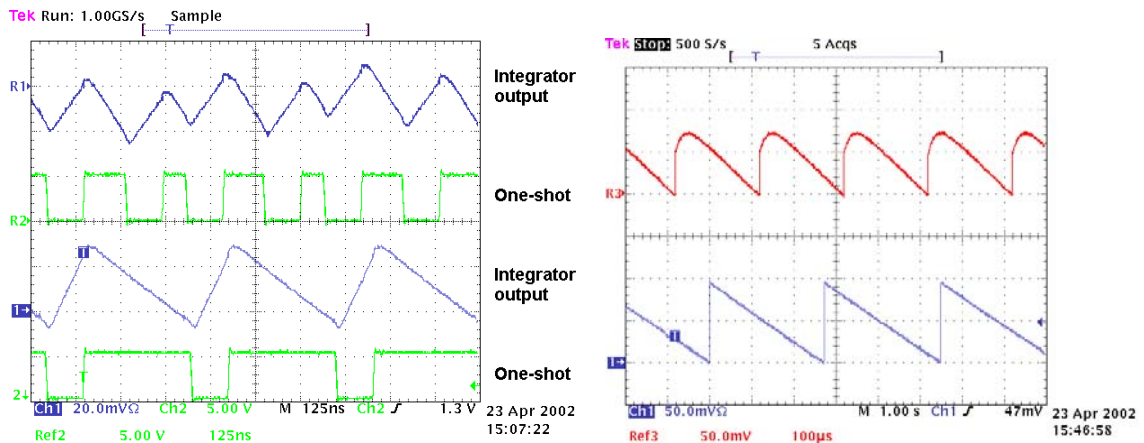 Tek Run: 1.00GS/s Sample
[ T ]
R1
Integrator
output
One-shot
R2
T
Integrator
output
1
One-shot
T
2
Ch1 20.0mVΩ Ch2 5.00 V M 125ns Ch2 1.3 V
Ref2 5.00 V 125ns
23 Apr 2002
15:07:22
Tek Stop: 500 S/s 5 Acqs
[ T ]
R3
T
1
Ch1 50.0mVΩ M 1.00 s Ch1 47mV
Ref3 50.0mV 100µs
23 Apr 2002
15:46:58